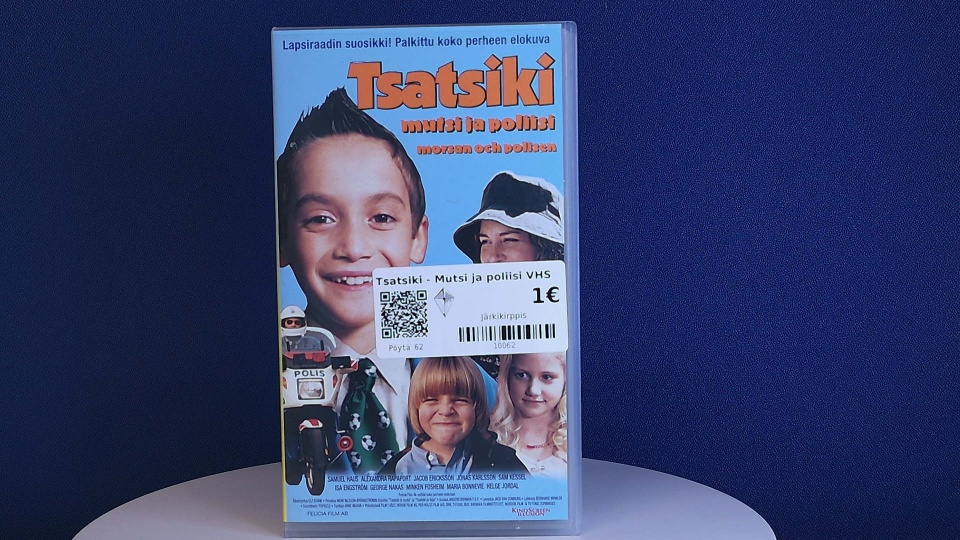 Lapsiraadin suosikki! Palkittu koko perheen elokuva
Tsatsiki
mutsi ja poliisi
morsan och polisen
Tsatsiki - Mutsi ja poliisi VHS
1€
järkikirppis
Pöytä 62
10062
POLIS
SAMUEL HAUS ALEXANDRA RAPAPORT JACOB ERICKSSON JONAS KARLSSON SAM KESSEL
ISA ENGSTRÖM GEORGE NAKAS MINKEN FOSHEIM MARIA BONNEVIE HELGE JORDAL
FELICIA FILM AB
KINOSCREEN
ILLUSION